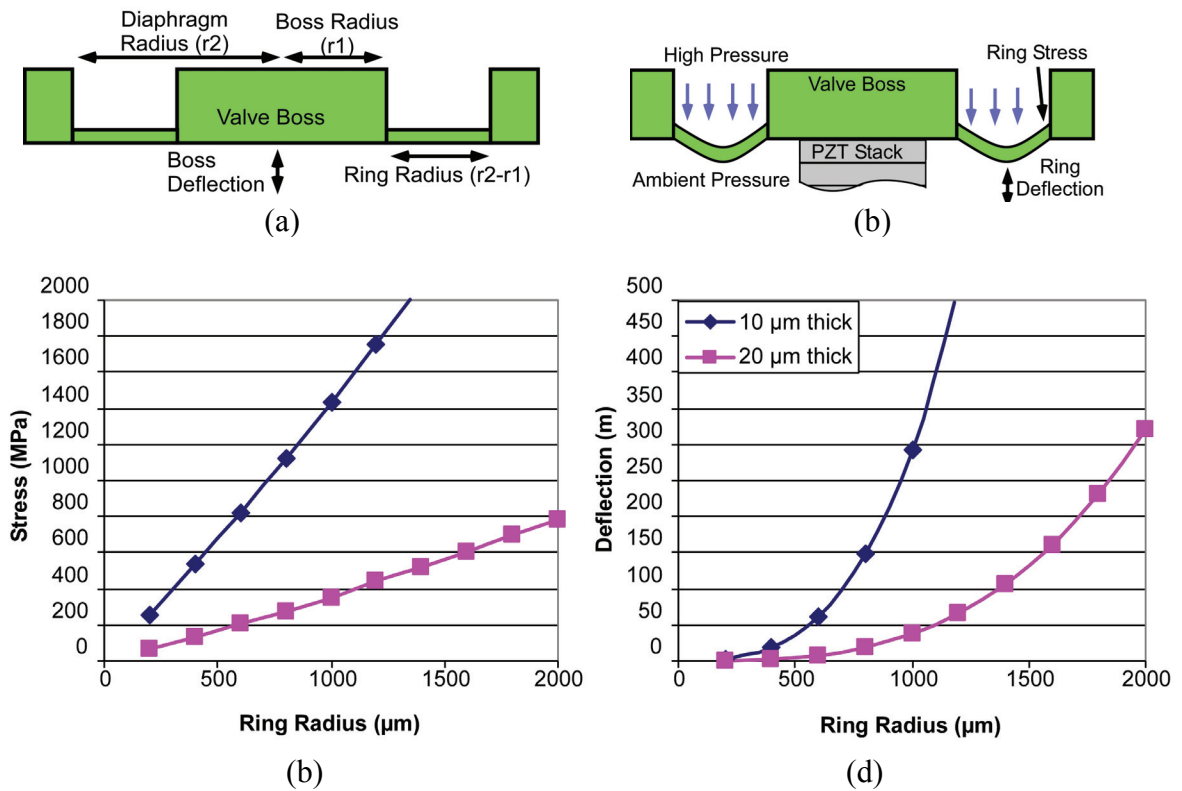 Diaphragm
Radius (r2)
Boss Radius
(r1)
Valve Boss
Boss
Deflection
Ring Radius (r2-r1)
(a)
High Pressure
Ring Stress
Valve Boss
PZT Stack
Ambient Pressure
Ring
Deflection
(b)
2000
1800
1600
1400
1200
1000
800
600
400
200
0
Stress (MPa)
0 500 1000 1500 2000
Ring Radius (µm)
(b)
500
450
400
350
300
250
200
150
100
50
0
Deflection (m)
10 µm thick
20 µm thick
0 500 1000 1500 2000
Ring Radius (µm)
(d)